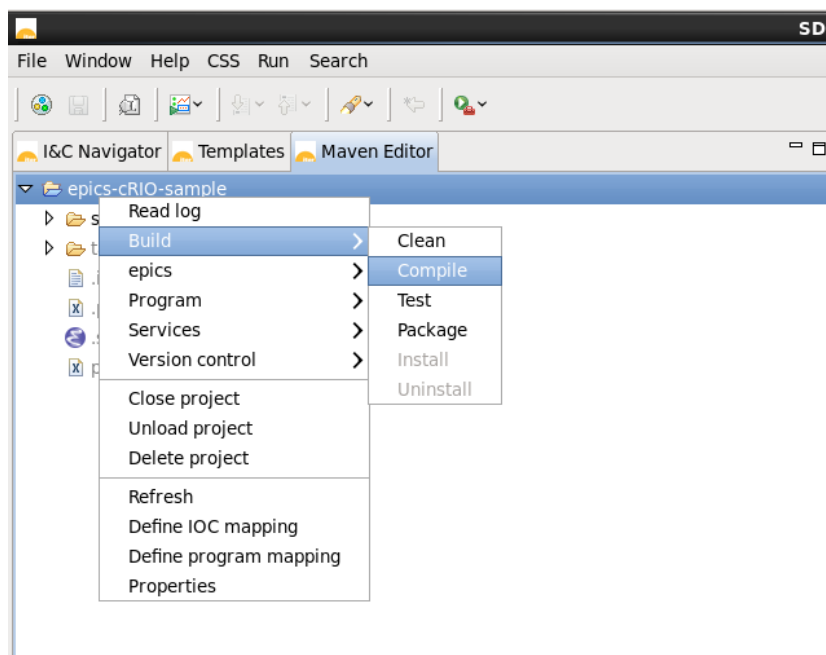 SD
File Window Help CSS Run Search
I&C Navigator Templates Maven Editor
epics-cRIO-sample
Read log
Build
epics
Program
Services
Version control
Close project
Unload project
Delete project
Refresh
Define IOC mapping
Define program mapping
Properties
Clean
Compile
Test
Package
Install
Uninstall